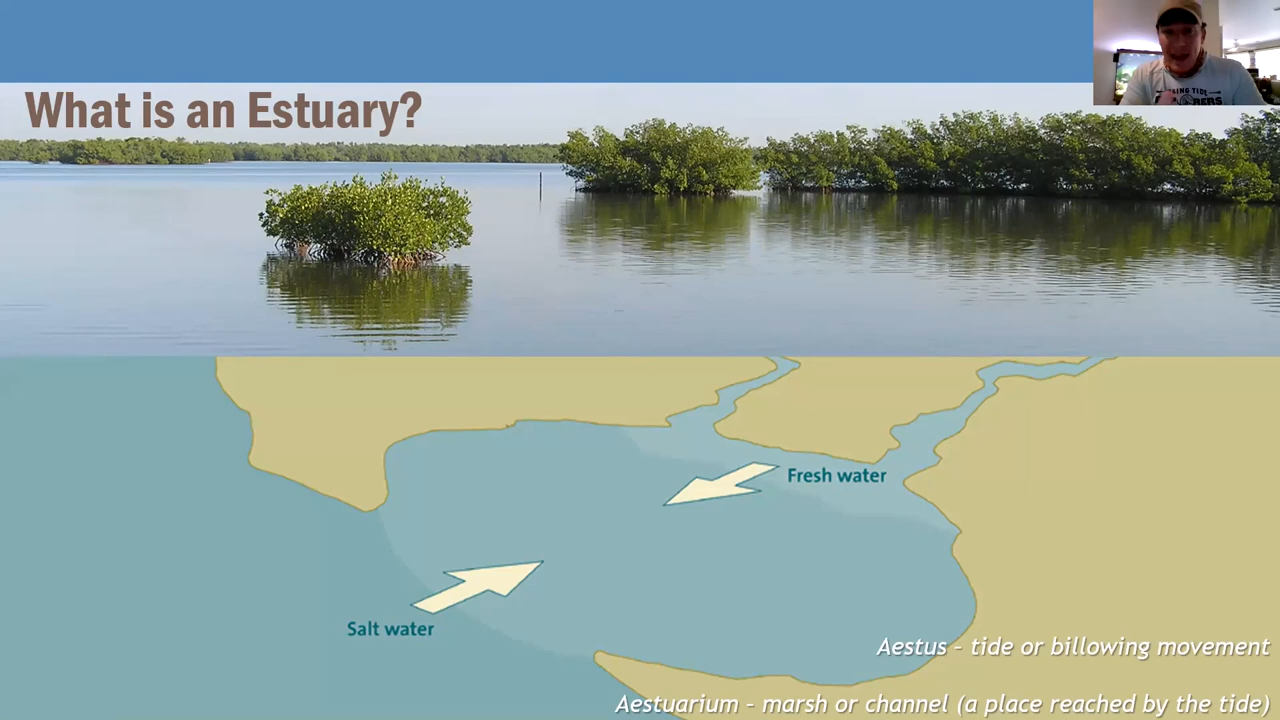 What is an Estuary?
Fresh water
Salt water
Aestus – tide or billowing movement
Aestuarium – marsh or channel (a place reached by the tide)